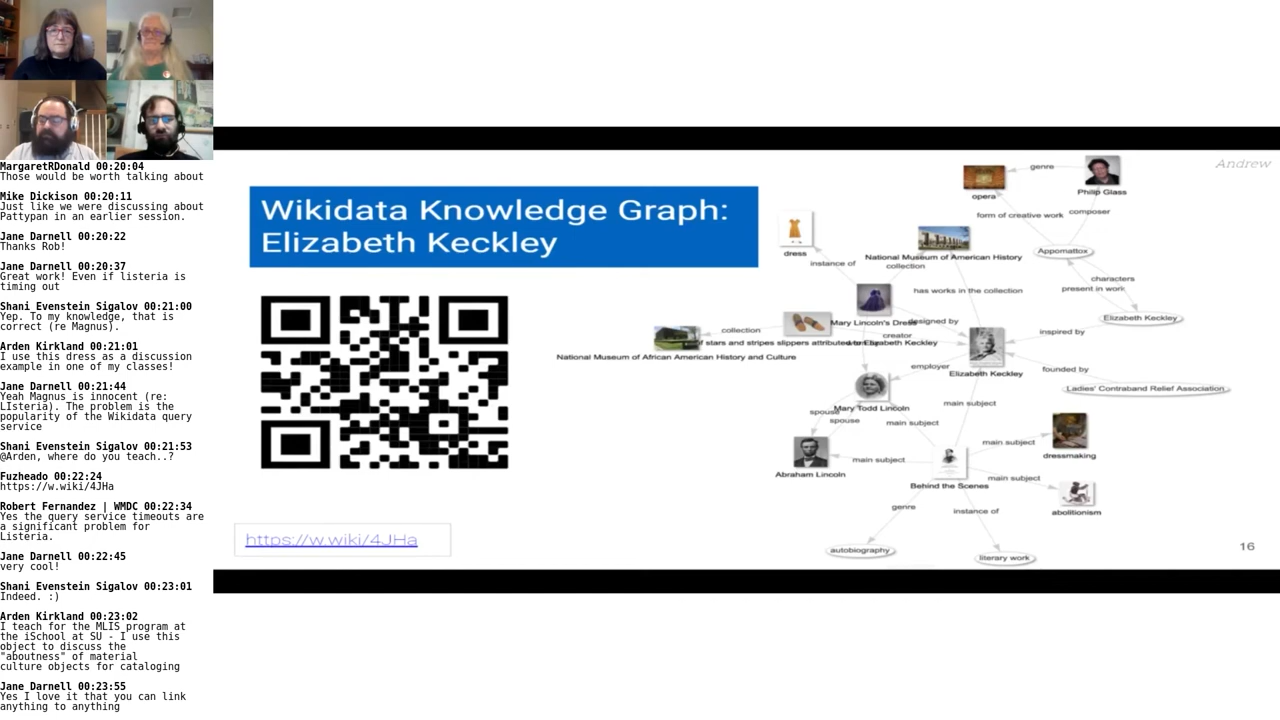 MargaretRDonald 00:20:04
Those would be worth talking about
Mike Dickison 00:20:11
Just like we were discussing about
Pattypan in an earlier session.
Jane Darnell 00:20:22
Thanks Rob!
Jane Darnell 00:20:37
Great work! Even if listeria is
timing out
Shani Evenstein Sigalov 00:21:00
Yep. To my knowledge, that is
correct (re Magnus).
Arden Kirkland 00:21:01
I use this dress as a discussion
example in one of my classes!
Jane Darnell 00:21:44
Yeah Magnus is innocent (re:
Listeria). The problem is the
popularity of the Wikidata query
service
Shani Evenstein Sigalov 00:21:53
@Arden, where do you teach..?
Fuzheado 00:22:24
https://w.wiki/4JHa
Robert Fernandez | WMDC 00:22:34
Yes the query service timeouts are
a significant problem for
Listeria.
Jane Darnell 00:22:45
very cool!
Shani Evenstein Sigalov 00:23:01
Indeed. :)
Arden Kirkland 00:23:02
I teach for the MLIS program at
the iSchool at SU - I use this
object to discuss the
"aboutness" of material
culture objects for cataloging
Jane Darnell 00:23:55
Yes I love it that you can link
anything to anything
Andrew
Wikidata Knowledge Graph:
Elizabeth Keckley
https://w.wiki/4JHa
genre
opera
Philip Glass
form of creative work
composer
dress
instance of
National Museum of American History
collection
Appomattox
has works in the collection
characters
present in work
Mary Lincoln's Dress
designed by
Elizabeth Keckley
collection
creator
inspired by
of stars and stripes slippers attributed to Elizabeth Keckley
National Museum of African American History and Culture
employer
Elizabeth Keckley
founded by
Ladies' Contraband Relief Association
Mary Todd Lincoln
main subject
spouse
spouse
main subject
main subject
dressmaking
main subject
Abraham Lincoln
main subject
Behind the Scenes
abolitionism
genre
instance of
autobiography
literary work
16